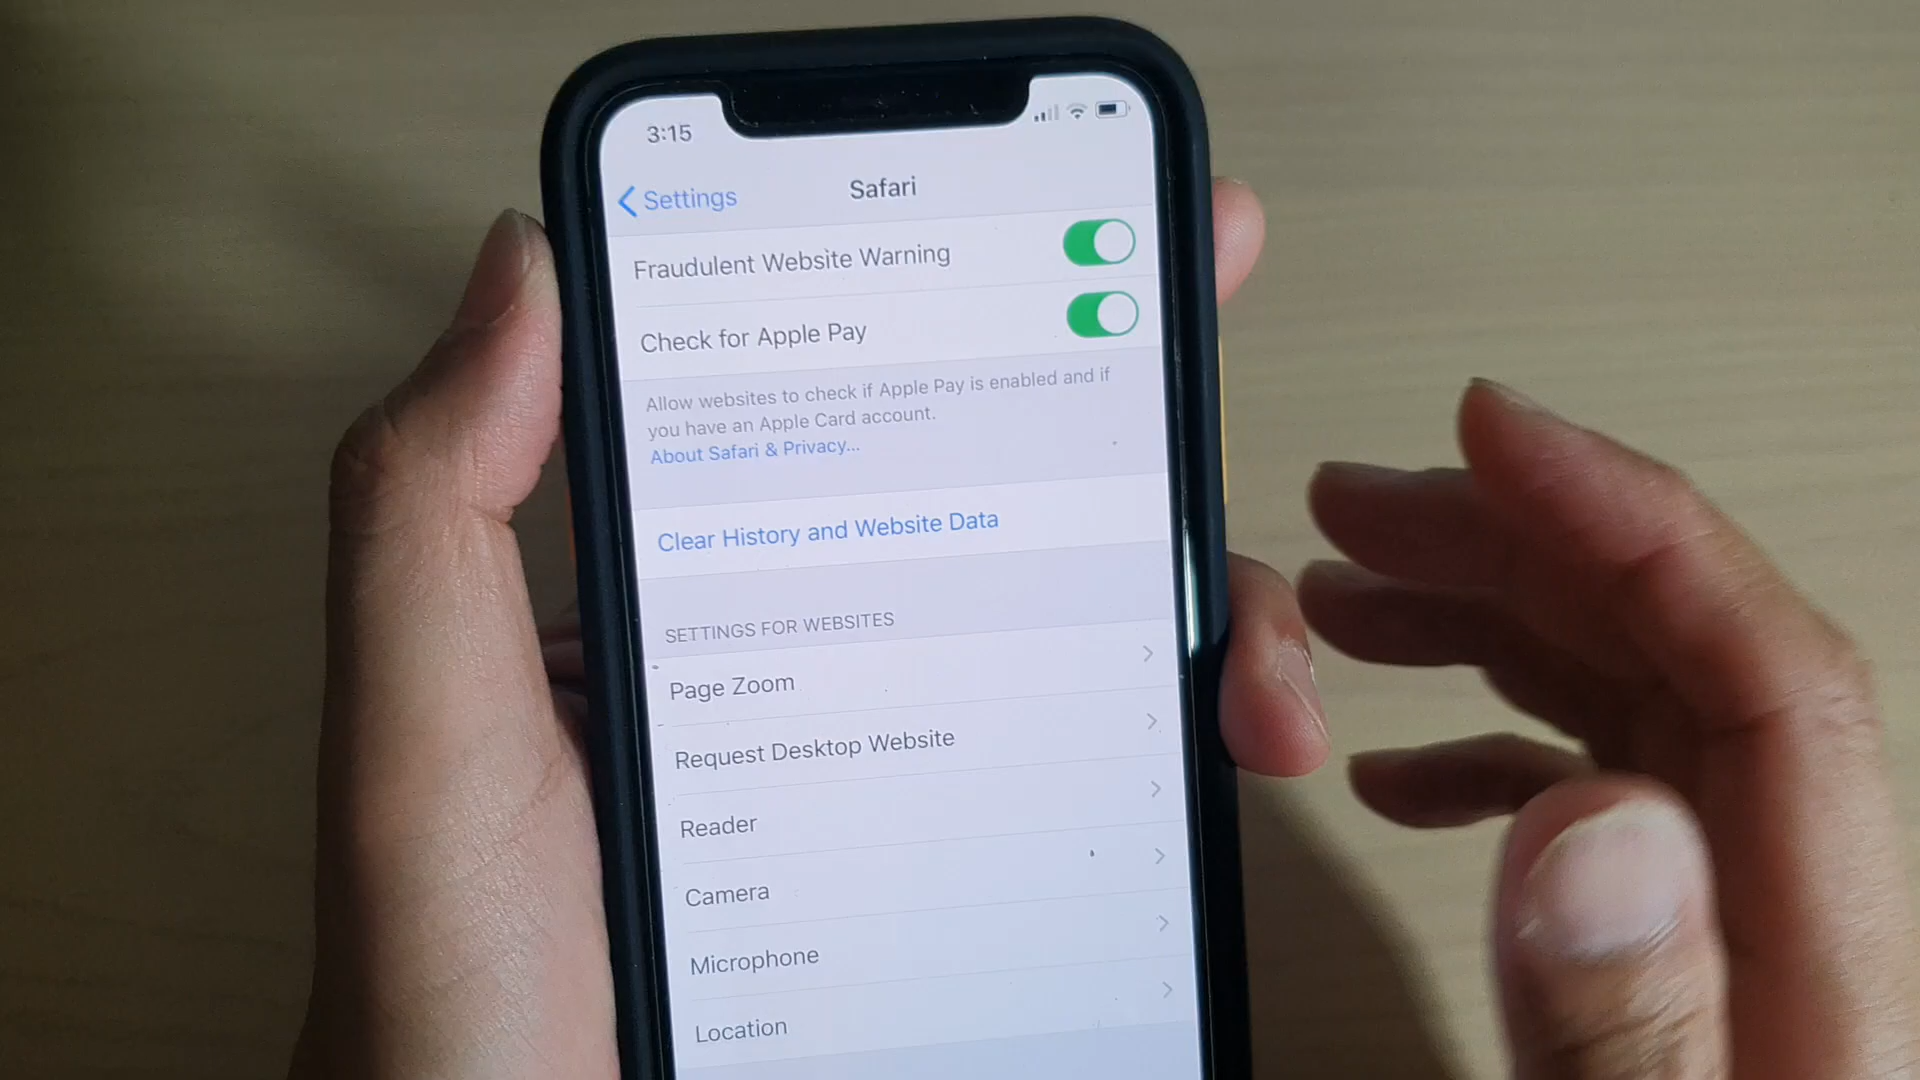 3:15
Settings
Safari
Fraudulent Website Warning
Check for Apple Pay
Allow websites to check if Apple Pay is enabled and if
you have an Apple Card account.
About Safari & Privacy...
Clear History and Website Data
SETTINGS FOR WEBSITES
Page Zoom
Request Desktop Website
Reader
Camera
Microphone
Location